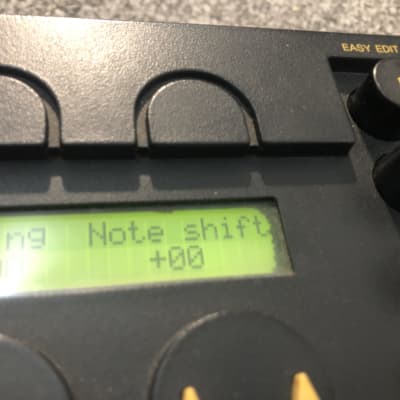 EASY EDIT
ng Note shift
+00